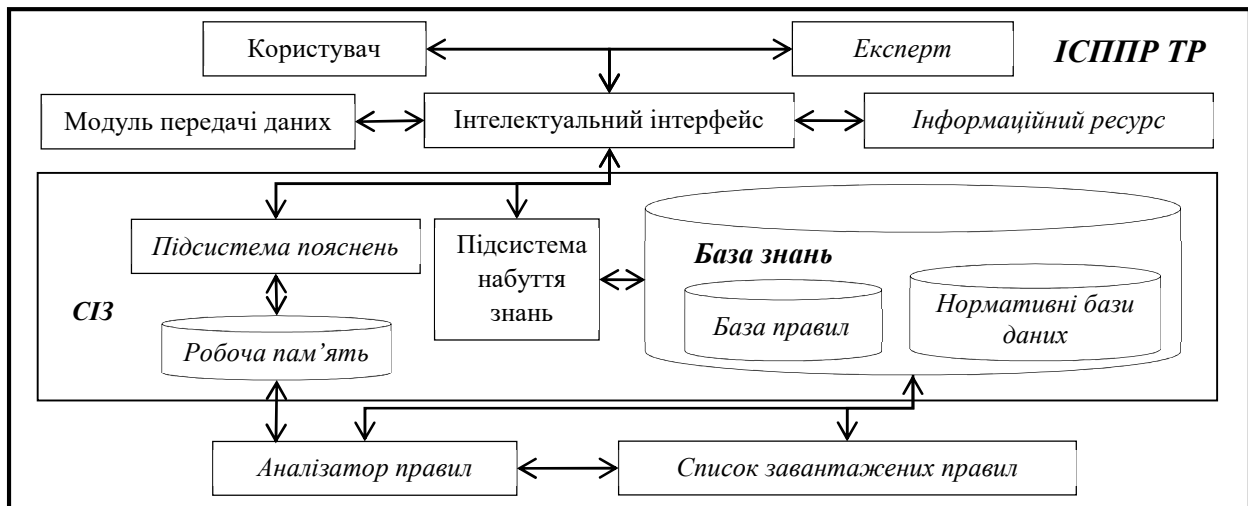 Користувач
Експерт
ІСППР ТР
Модуль передачі даних
Інтелектуальний інтерфейс
Інформаційний ресурс
Підсистема пояснень
Підсистема
набуття
знань
База знань
База правил
Нормативні бази
даних
СІЗ
Робоча пам’ять
Аналізатор правил
Список завантажених правил